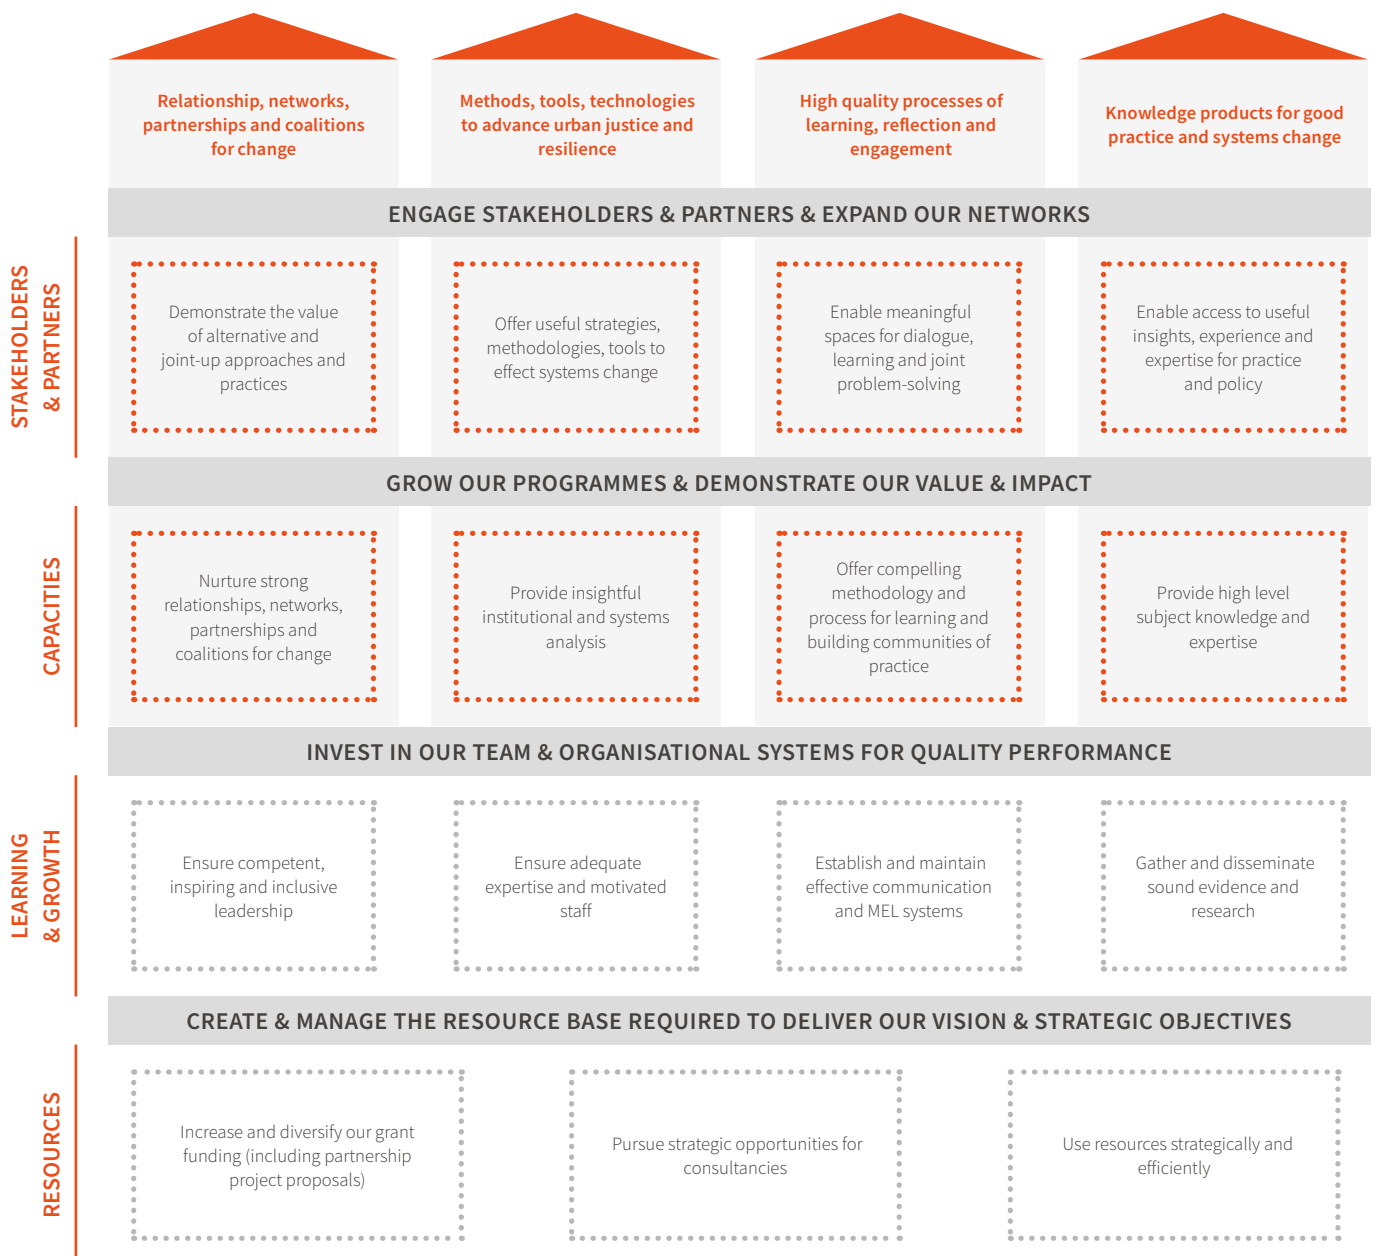 Relationship, networks,
partnerships and coalitions
for change
Methods, tools, technologies
to advance urban justice and
resilience
High quality processes of
learning, reflection and
engagement
Knowledge products for good
practice and systems change
ENGAGE STAKEHOLDERS & PARTNERS & EXPAND OUR NETWORKS
STAKEHOLDERS
& PARTNERS
Demonstrate the value
of alternative and
joint-up approaches and
practices
Offer useful strategies,
methodologies, tools to
effect systems change
Enable meaningful
spaces for dialogue,
learning and joint
problem-solving
Enable access to useful
insights, experience and
expertise for practice
and policy
GROW OUR PROGRAMMES & DEMONSTRATE OUR VALUE & IMPACT
CAPACITIES
Nurture strong
relationships, networks,
partnerships and
coalitions for change
Provide insightful
institutional and systems
analysis
Offer compelling
methodology and
process for learning and
building communities of
practice
Provide high level
subject knowledge and
expertise
INVEST IN OUR TEAM & ORGANISATIONAL SYSTEMS FOR QUALITY PERFORMANCE
LEARNING
& GROWTH
Ensure competent,
inspiring and inclusive
leadership
Ensure adequate
expertise and motivated
staff
Establish and maintain
effective communication
and MEL systems
Gather and disseminate
sound evidence and
research
CREATE & MANAGE THE RESOURCE BASE REQUIRED TO DELIVER OUR VISION & STRATEGIC OBJECTIVES
RESOURCES
Increase and diversify our grant
funding (including partnership
project proposals)
Pursue strategic opportunities for
consultancies
Use resources strategically and
efficiently